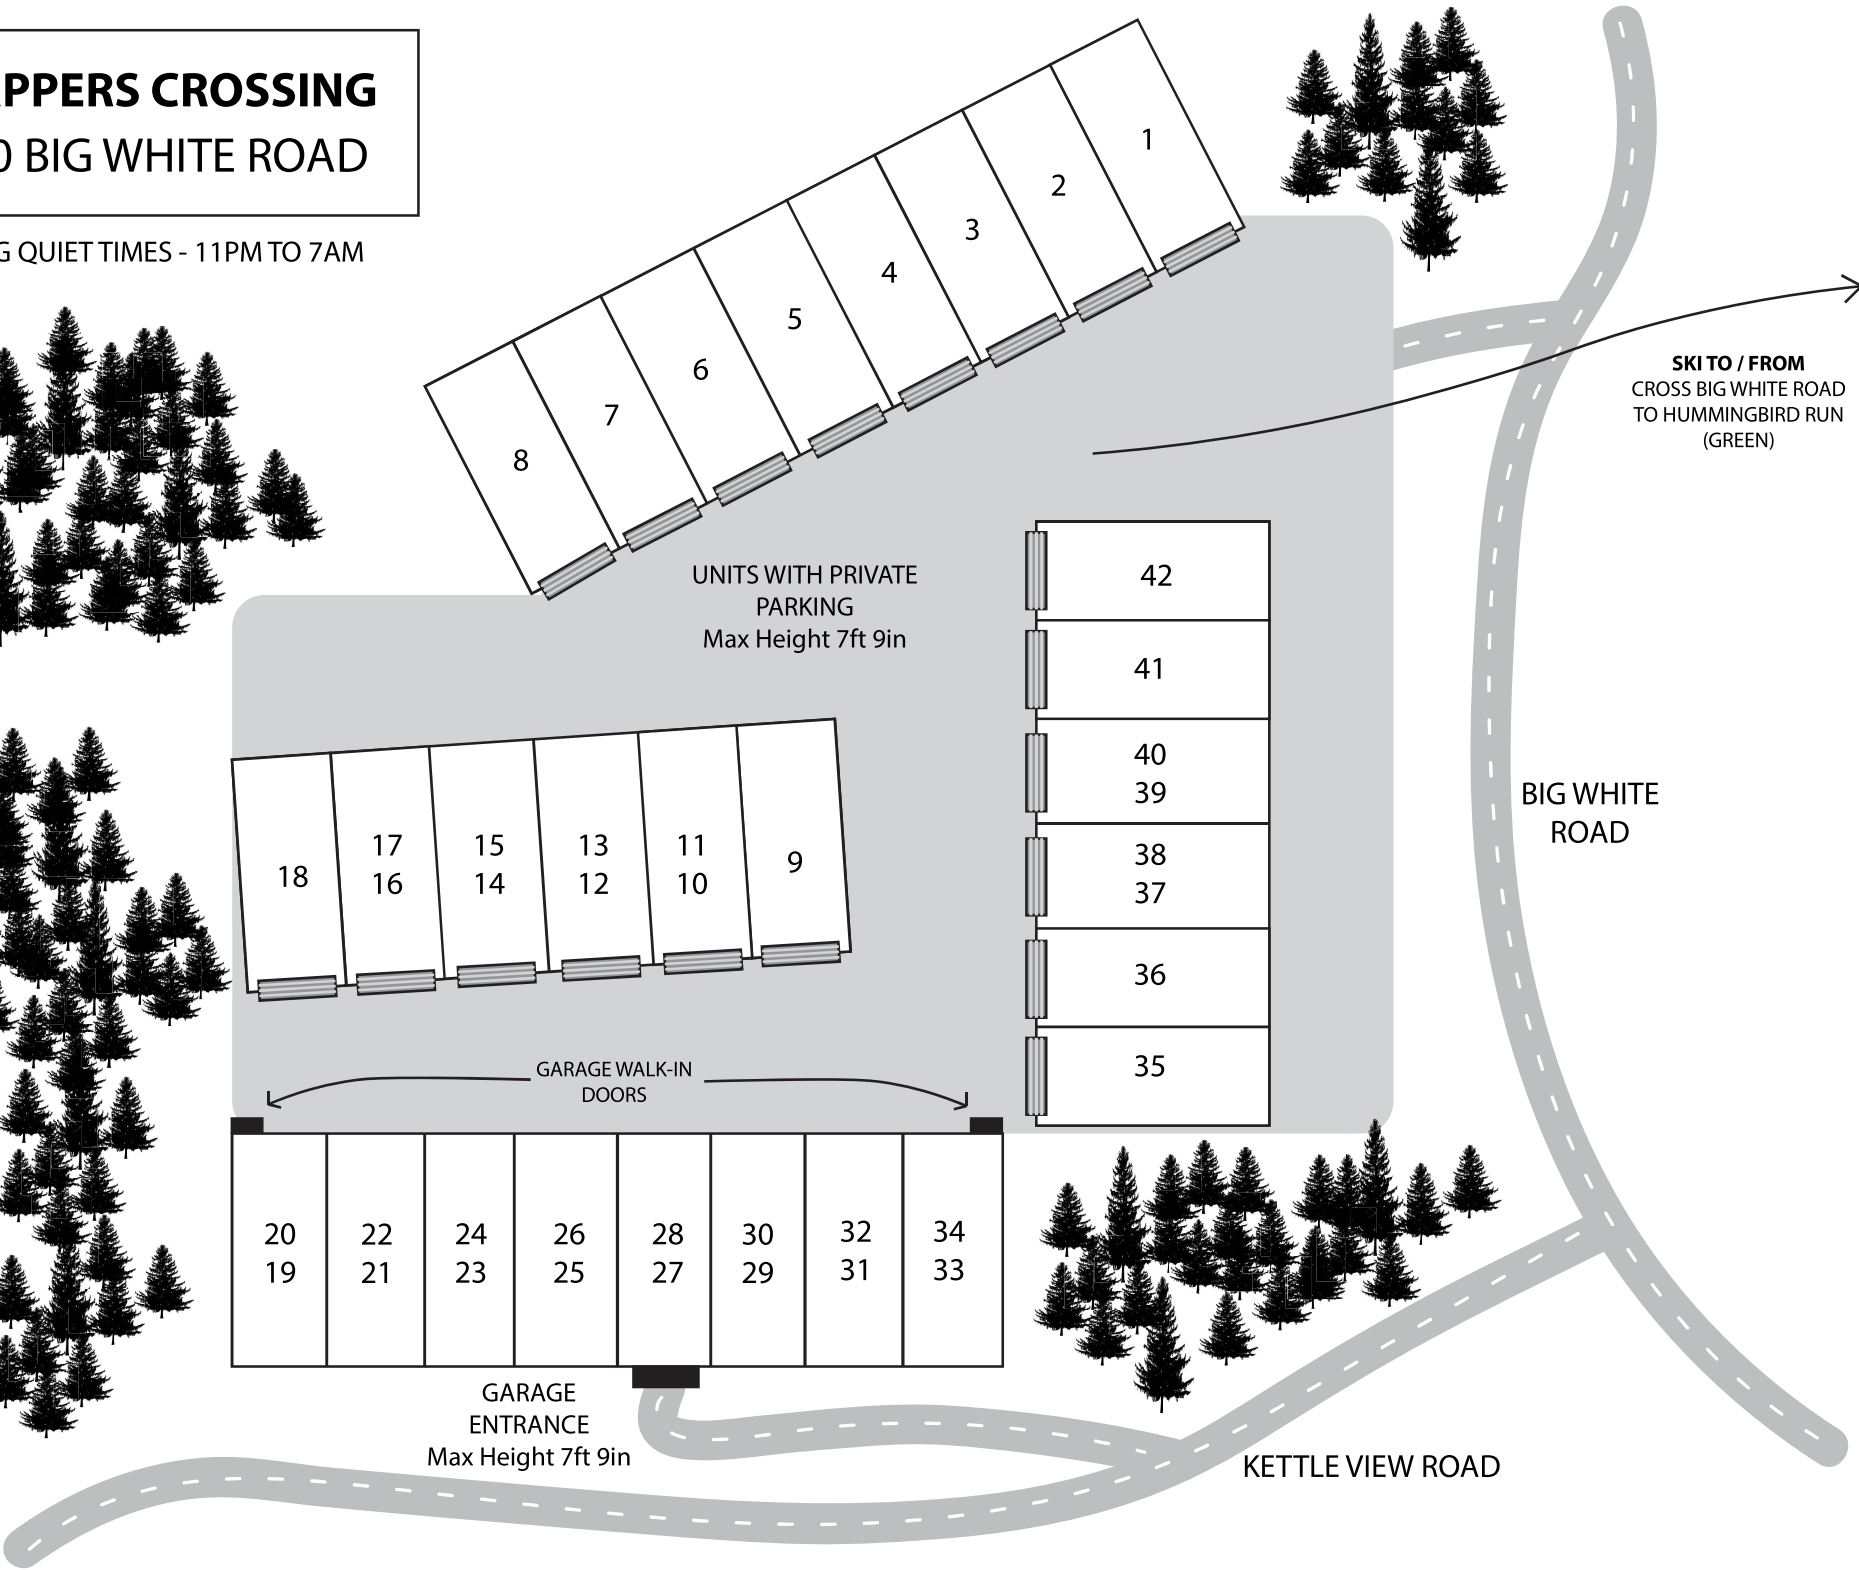 APPERS CROSSING
0 BIG WHITE ROAD
G QUIET TIMES - 11PM TO 7AM
1
2
3
4
5
6
7
8
SKI TO / FROM
CROSS BIG WHITE ROAD
TO HUMMINGBIRD RUN
(GREEN)
UNITS WITH PRIVATE
PARKING
Max Height 7ft 9in
42
41
40
39
38
37
36
35
BIG WHITE
ROAD
18
17
16
15
14
13
12
11
10
9
GARAGE WALK-IN
DOORS
20
19
22
21
24
23
26
25
28
27
30
29
32
31
34
33
GARAGE
ENTRANCE
Max Height 7ft 9in
KETTLE VIEW ROAD